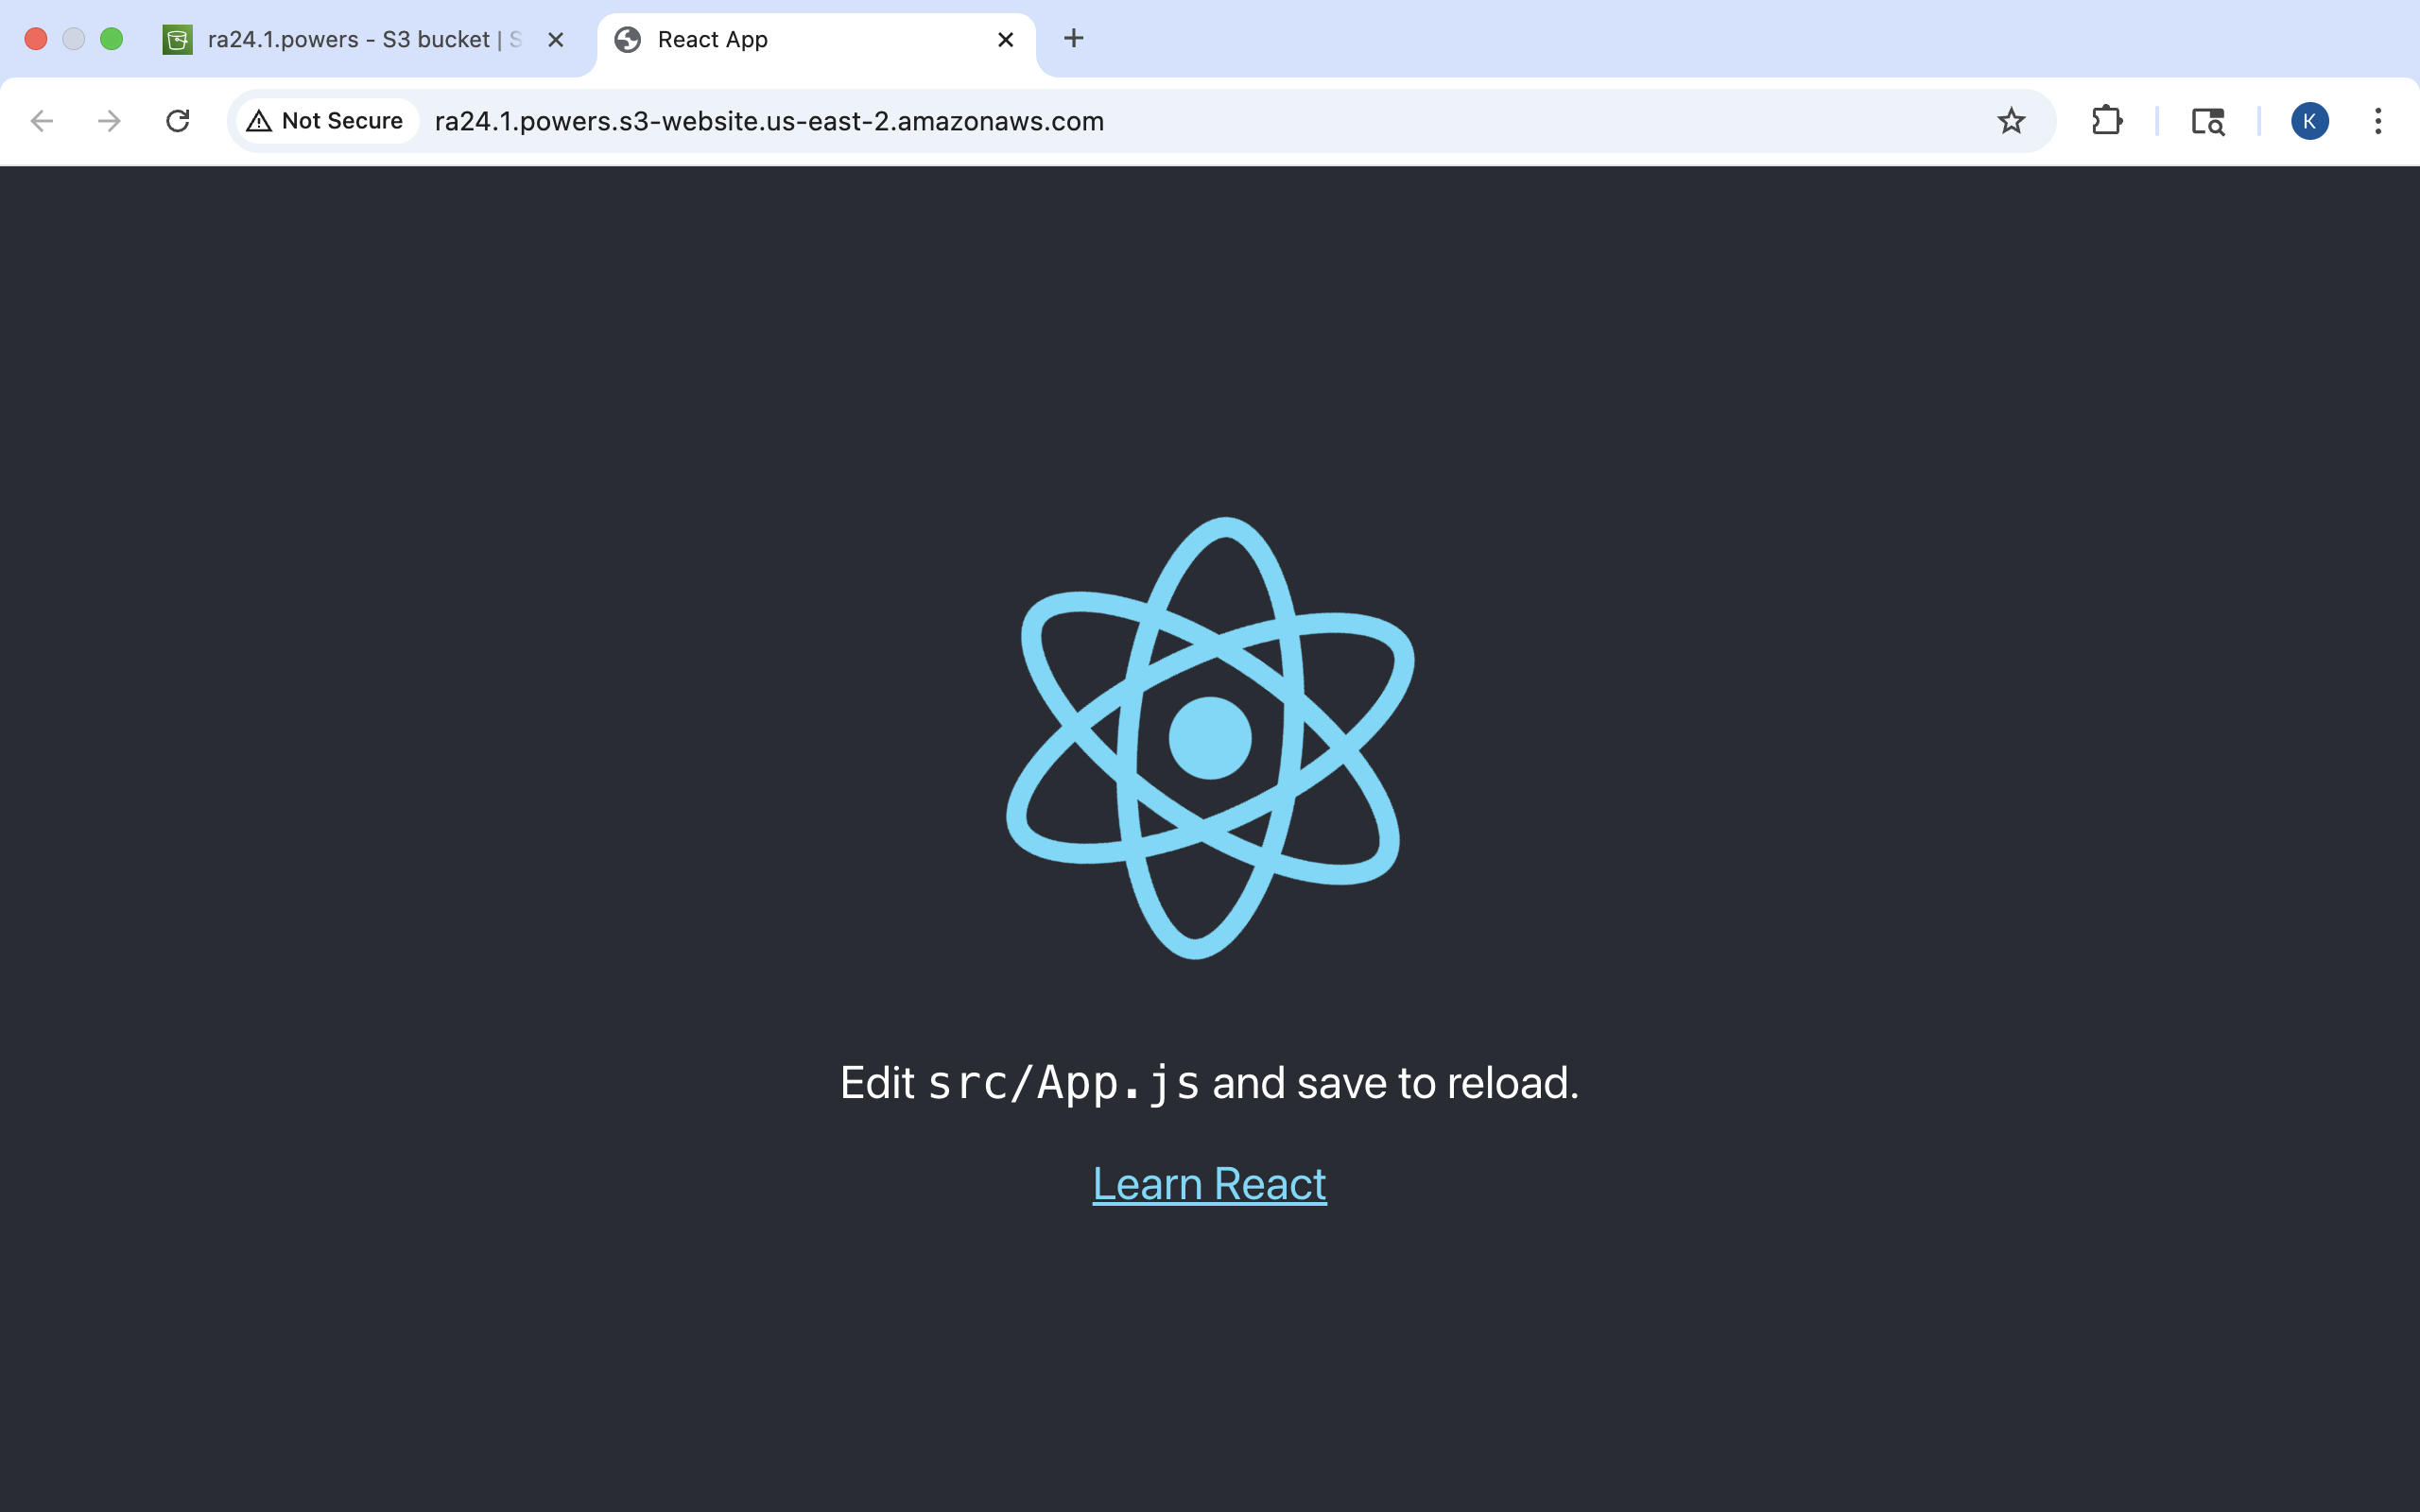 ra24.1.powers - S3 bucket | S
React App
Not Secure
ra24.1.powers.s3-website.us-east-2.amazonaws.com
K
Edit src/App.js and save to reload.
Learn React